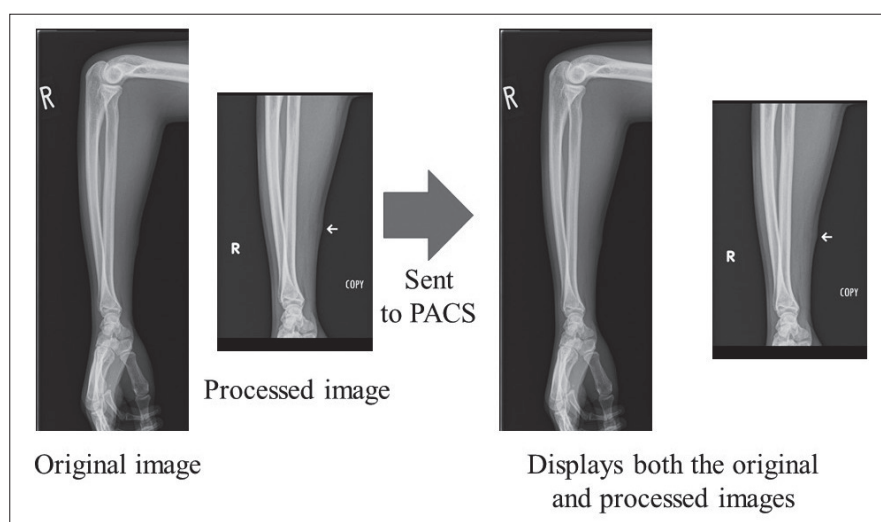 R
R
COPY
Processed image
Original image
Sent
to PACS
R
R
COPY
Displays both the original
and processed images